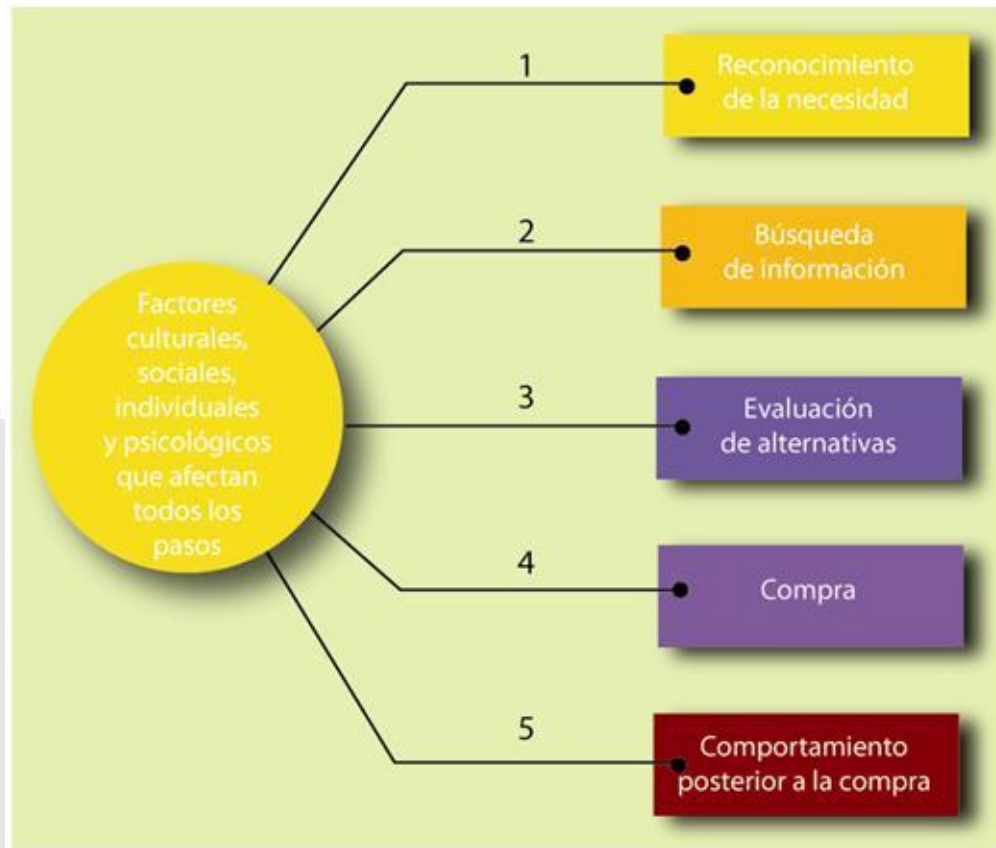 Factores
culturales,
sociales,
individuales
y psicológicos
que afectan
todos los
pasos
1
Reconocimiento
de la necesidad
2
Búsqueda
de información
3
Evaluación
de alternativas
4
Compra
5
Comportamiento
posterior a la compra